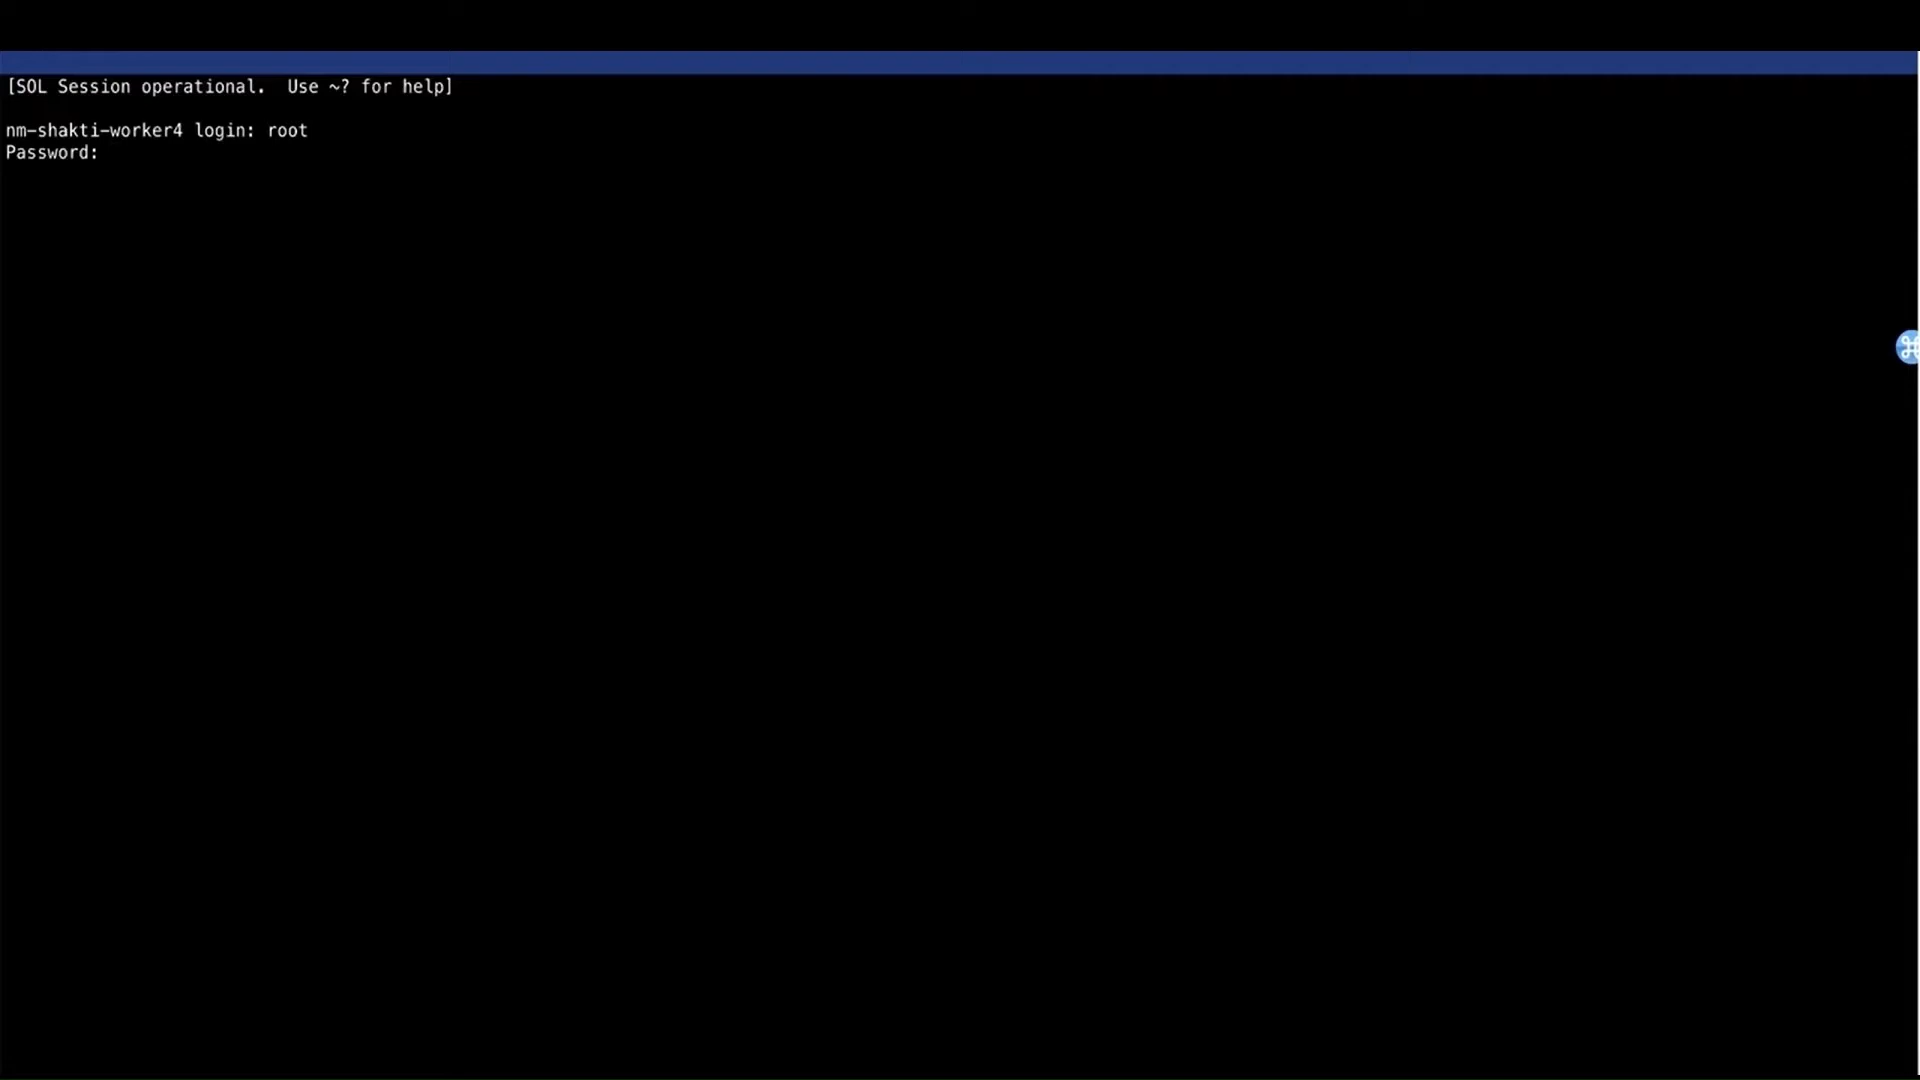 [SOL Session operational.  Use ~? for help]
nm-shakti-worker4 login: root
Password: